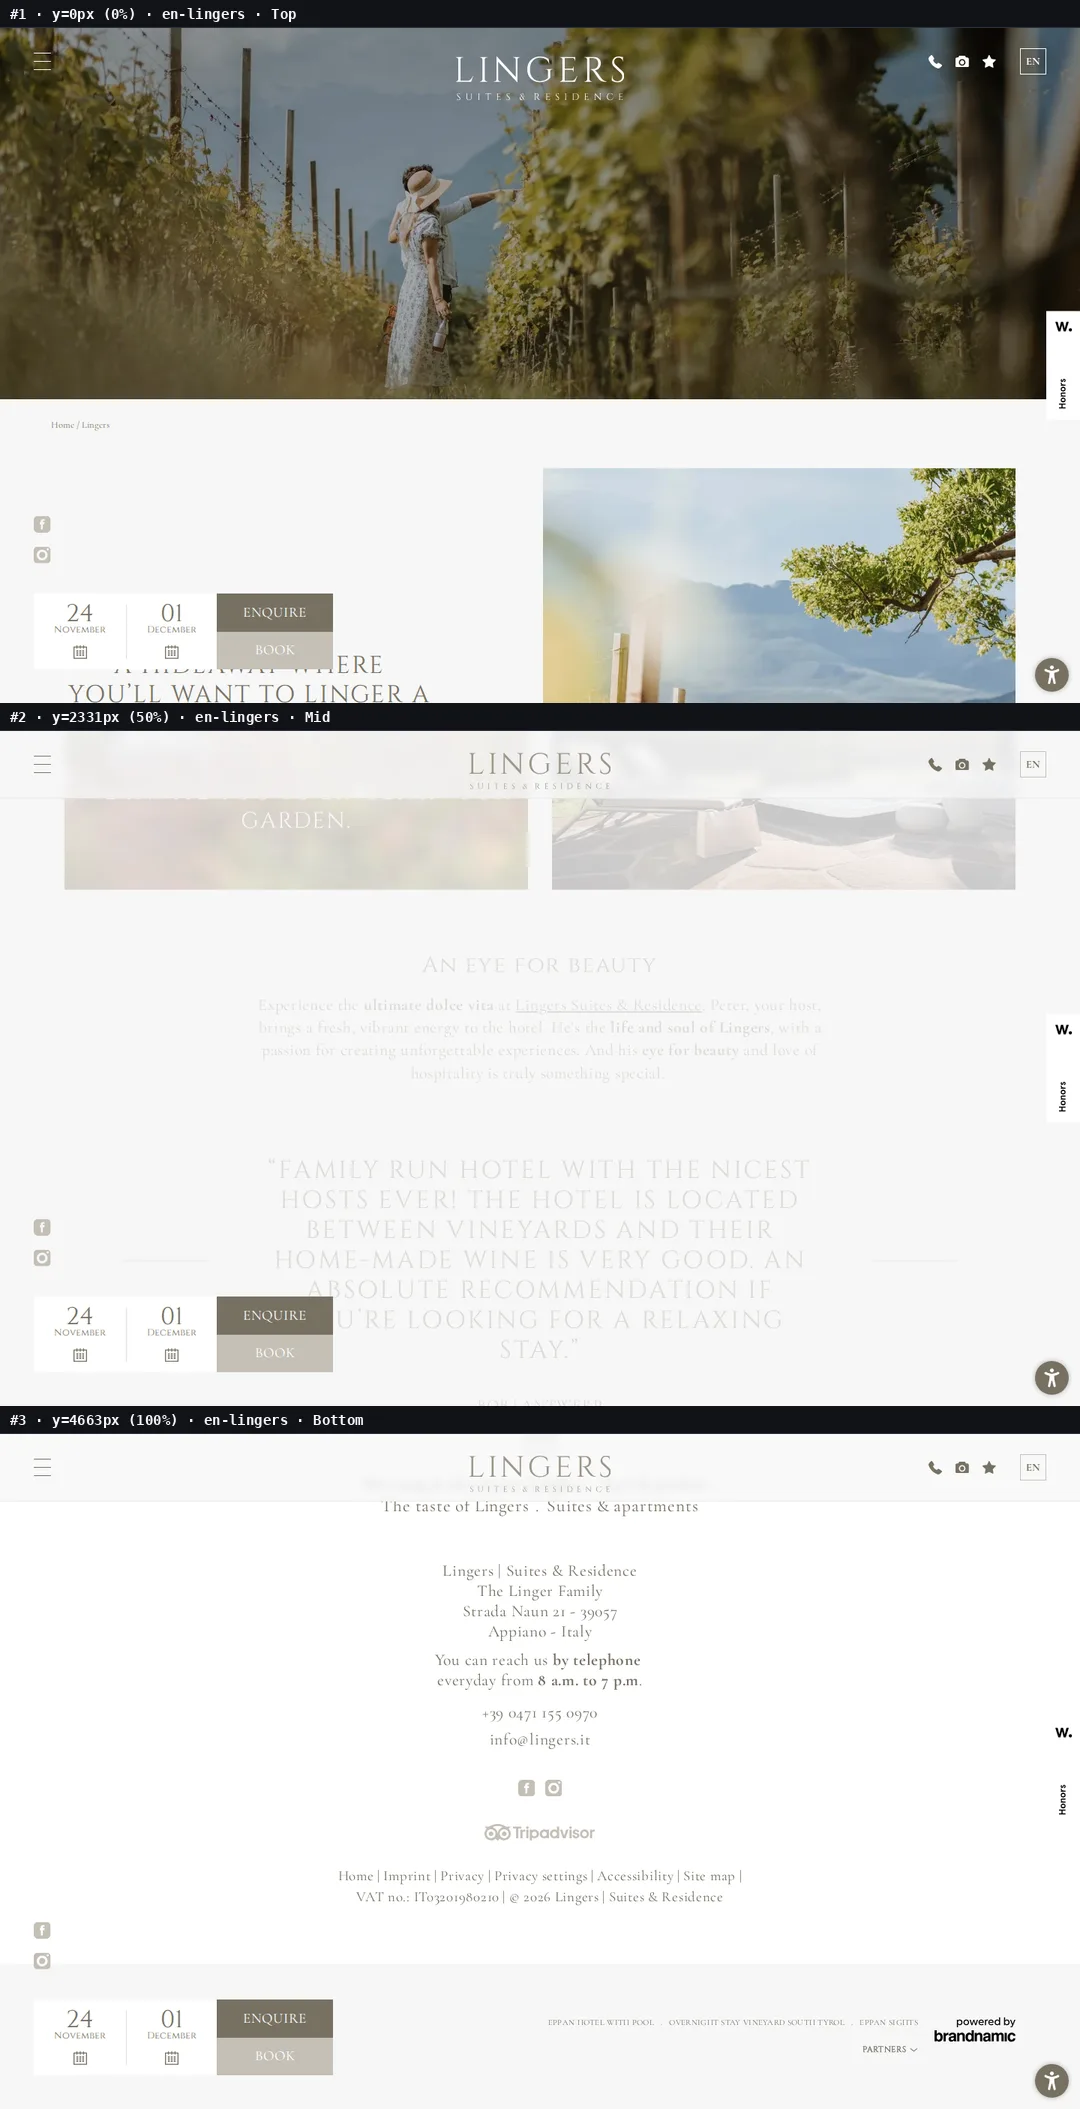 #1 · y=0px (0%) · en-lingers · Top
LINGERS
SUITES & RESIDENCE
EN
W.
Honors
Home / Lingers
24
NOVEMBER
01
DECEMBER
ENQUIRE
BOOK
A HIDEAWAY WHERE
YOU'LL WANT TO LINGER A
#2 · y=2331px (50%) · en-lingers · Mid
LINGERS
SUITES & RESIDENCE
EN
GARDEN.
AN EYE FOR BEAUTY
Experience the ultimate dolce vita at Lingers Suites & Residence. Peter, your host,
brings a fresh, vibrant energy to the hotel. He's the life and soul of Lingers, with a
passion for creating unforgettable experiences. And his eye for beauty and love of
hospitality is truly something special.
W.
Honors
“FAMILY RUN HOTEL WITH THE NICEST
HOSTS EVER! THE HOTEL IS LOCATED
BETWEEN VINEYARDS AND THEIR
HOME-MADE WINE IS VERY GOOD. AN
ABSOLUTE RECOMMENDATION IF
U'RE LOOKING FOR A RELAXING
STAY.”
24
NOVEMBER
01
DECEMBER
ENQUIRE
BOOK
#3 · y=4663px (100%) · en-lingers · Bottom
LINGERS
SUITES & RESIDENCE
EN
The taste of Lingers . Suites & apartments
Lingers | Suites & Residence
The Linger Family
Strada Naun 21 - 39057
Appiano - Italy
You can reach us by telephone
everyday from 8 a.m. to 7 p.m.
+39 0471 155 0970
info@lingers.it
W.
Honors
Tripadvisor
Home | Imprint | Privacy | Privacy settings | Accessibility | Site map |
VAT no.: IT03201980210 | © 2026 Lingers | Suites & Residence
24
NOVEMBER
01
DECEMBER
ENQUIRE
BOOK
EPPAN HOTEL WITH POOL . OVERNIGHT STAY VINEYARD SOUTH TYROL . EPPAN SIGHTS
PARTNERS
powered by
brandnamic